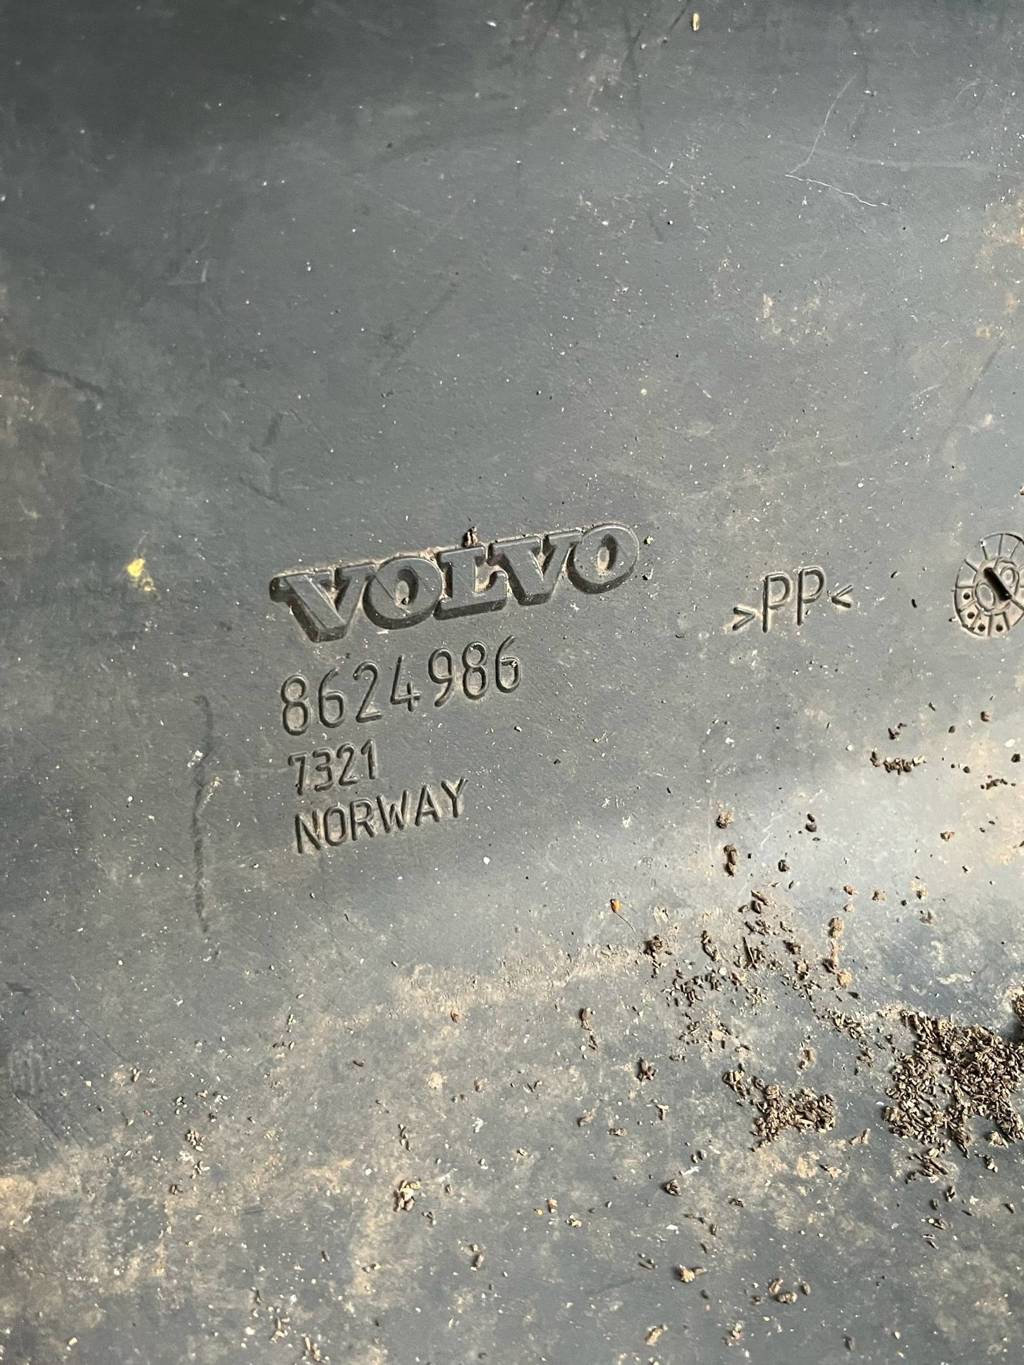 VOLVO
8624986
7321
NORWAY
>PP<